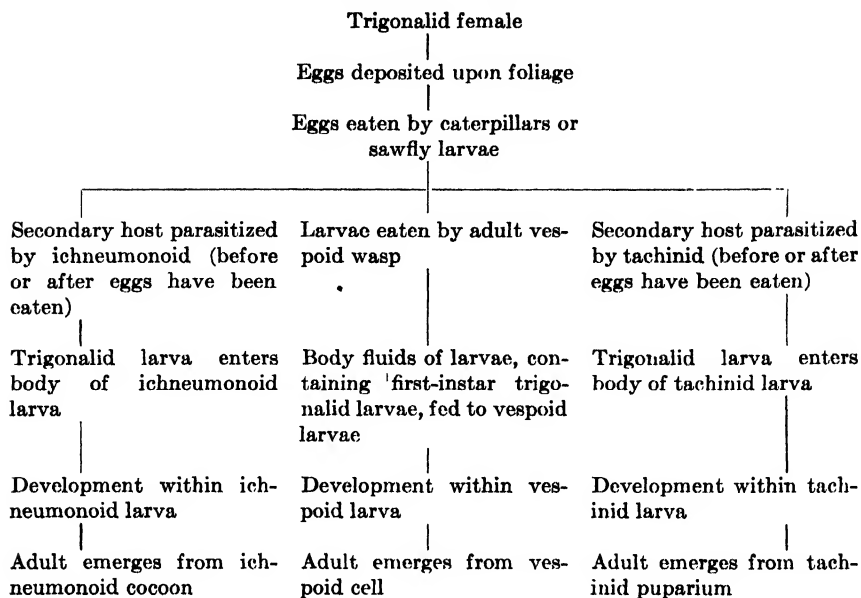 Trigonalid female
Eggs deposited upon foliage
Eggs eaten by caterpillars or
sawfly larvae
Secondary host parasitized
by ichneumonoid (before
or after eggs have been
eaten)
Larvae eaten by adult ves-
poid wasp
Secondary host parasitized
by tachinid (before or after
eggs have been eaten)
Trigonalid larva enters
body of ichneumonoid
larva
Body fluids of larvae, con-
taining first-instar trigo-
nalid larvae, fed to vespoid
larvae
Trigonalid larva enters
body of tachinid larva
Development within ich-
neumonoid larva
Development within ves-
poid larva
Development within tach-
inid larva
Adult emerges from ich-
neumonoid cocoon
Adult emerges from ves-
poid cell
Adult emerges from tach-
inid puparium